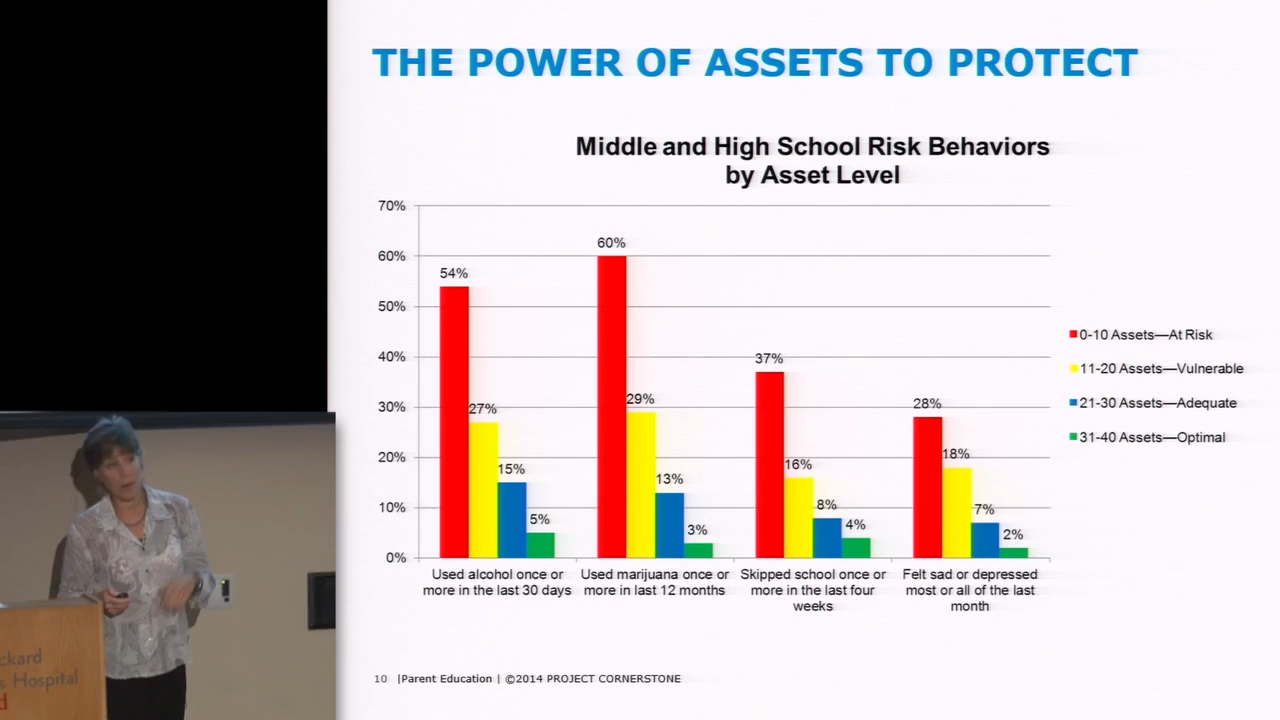 THE POWER OF ASSETS TO PROTECT
Middle and High School Risk Behaviors
by Asset Level
70%
60%
50%
40%
30%
20%
10%
0%
54%
27%
15%
5%
60%
29%
13%
3%
37%
16%
8%
4%
28%
18%
7%
2%
Used alcohol once or
more in the last 30 days
Used marijuana once or
more in last 12 months
Skipped school once or
more in the last four
weeks
Felt sad or depressed
most or all of the last
month
0-10 Assets—At Risk
11-20 Assets—Vulnerable
21-30 Assets—Adequate
31-40 Assets—Optimal
10 |Parent Education | ©2014 PROJECT CORNERSTONE
ckard
s Hospital
d